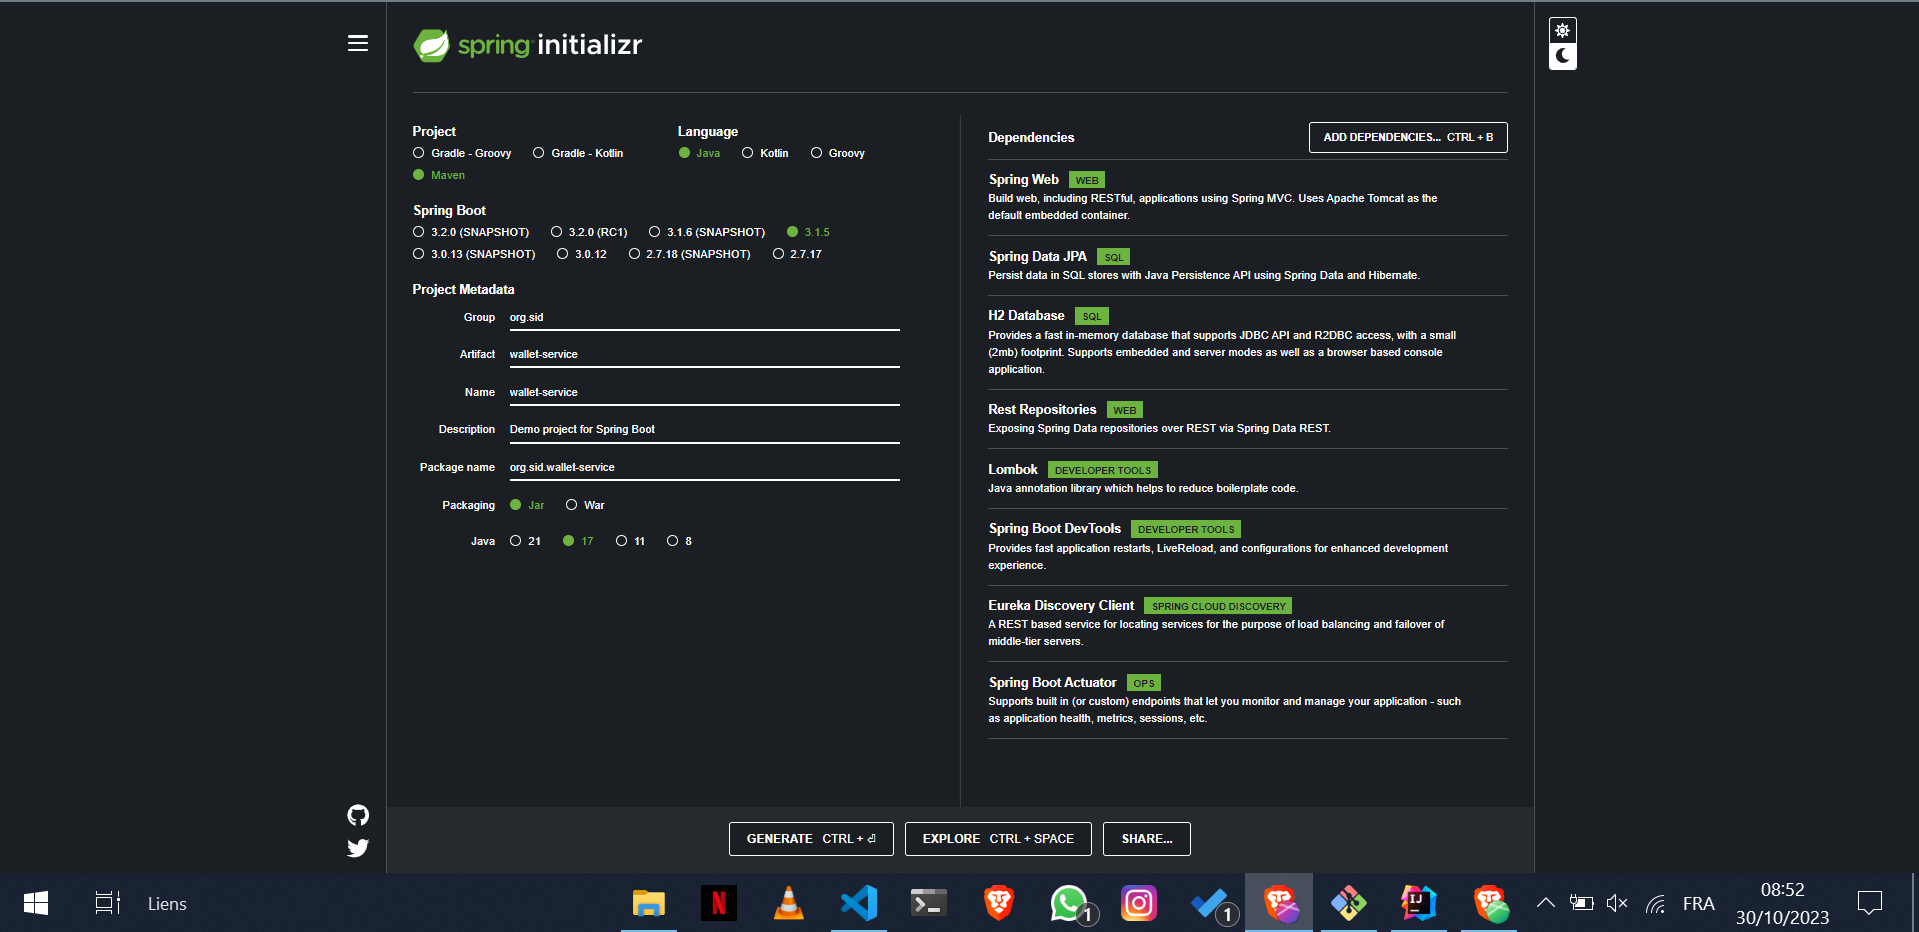 spring initializr
Project
Gradle - Groovy Gradle - Kotlin
Maven
Language
Java Kotlin Groovy
Spring Boot
3.2.0 (SNAPSHOT) 3.2.0 (RC1) 3.1.6 (SNAPSHOT) 3.1.5
3.0.13 (SNAPSHOT) 3.0.12 2.7.18 (SNAPSHOT) 2.7.17
Project Metadata
Group org.sid
Artifact wallet-service
Name wallet-service
Description Demo project for Spring Boot
Package name org.sid.wallet-service
Packaging Jar War
Java 21 17 11 8
Dependencies ADD DEPENDENCIES... CTRL + B
Spring Web WEB
Build web, including RESTful, applications using Spring MVC. Uses Apache Tomcat as the
default embedded container.
Spring Data JPA SQL
Persist data in SQL stores with Java Persistence API using Spring Data and Hibernate.
H2 Database SQL
Provides a fast in-memory database that supports JDBC API and R2DBC access, with a small
(2mb) footprint. Supports embedded and server modes as well as a browser based console
application.
Rest Repositories WEB
Exposing Spring Data repositories over REST via Spring Data REST.
Lombok DEVELOPER TOOLS
Java annotation library which helps to reduce boilerplate code.
Spring Boot DevTools DEVELOPER TOOLS
Provides fast application restarts, LiveReload, and configurations for enhanced development
experience.
Eureka Discovery Client SPRING CLOUD DISCOVERY
A REST based service for locating services for the purpose of load balancing and failover of
middle-tier servers.
Spring Boot Actuator OPS
Supports built in (or custom) endpoints that let you monitor and manage your application - such
as application health, metrics, sessions, etc.
GENERATE CTRL + ⏎ EXPLORE CTRL + SPACE SHARE...
Liens N 1 1 IJ FRA 08:52
30/10/2023